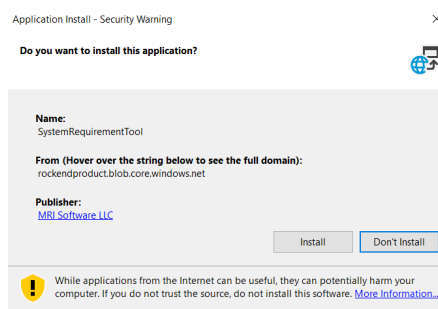 Application Install - Security Warning
Do you want to install this application?
Name:
SystemRequirementTool
From (Hover over the string below to see the full domain):
rockendproduct.blob.core.windows.net
Publisher:
MRI Software LLC
Install
Don't Install
While applications from the Internet can be useful, they can potentially harm your
computer. If you do not trust the source, do not install this software. More Information...